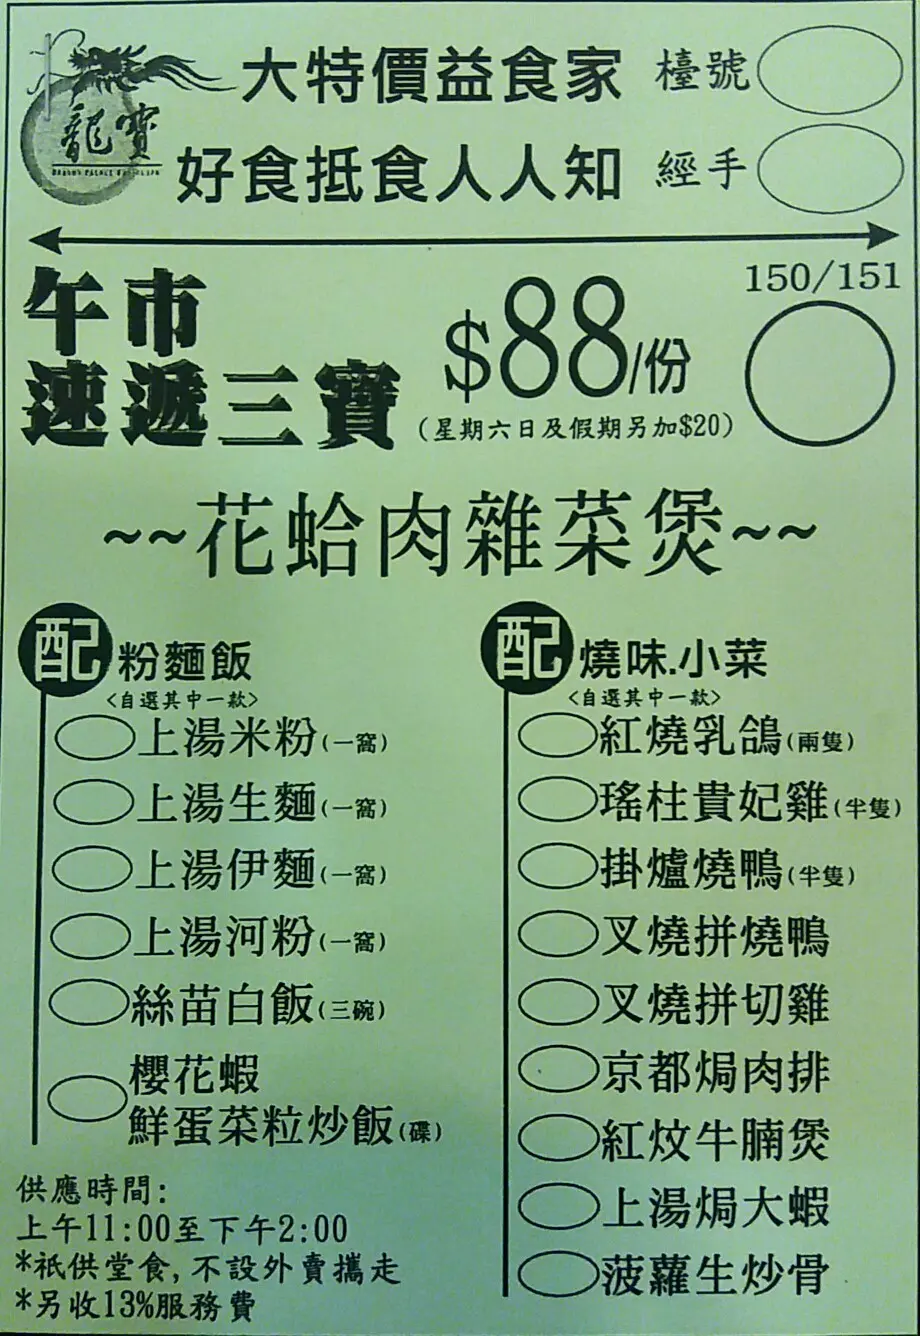 龍寶
大特價益食家
檯號
好食抵食人人知
經手
午市
速遞三寶
$88/份
(星期六日及假期另加$20)
150/151
~~花蛤肉雜菜煲~~
配 粉麵飯
<自選其中一款>
上湯米粉(一窩)
上湯生麵(一窩)
上湯伊麵(一窩)
上湯河粉(一窩)
絲苗白飯(三碗)
櫻花蝦
鮮蛋菜粒炒飯(碟)
配 燒味.小菜
<自選其中一款>
紅燒乳鴿(兩隻)
瑤柱貴妃雞(半隻)
掛爐燒鴨(半隻)
叉燒拼燒鴨
叉燒拼切雞
京都焗肉排
紅炆牛腩煲
上湯焗大蝦
菠蘿生炒骨
供應時間:
上午11:00至下午2:00
*祇供堂食,不設外賣攜走
*另收13%服務費